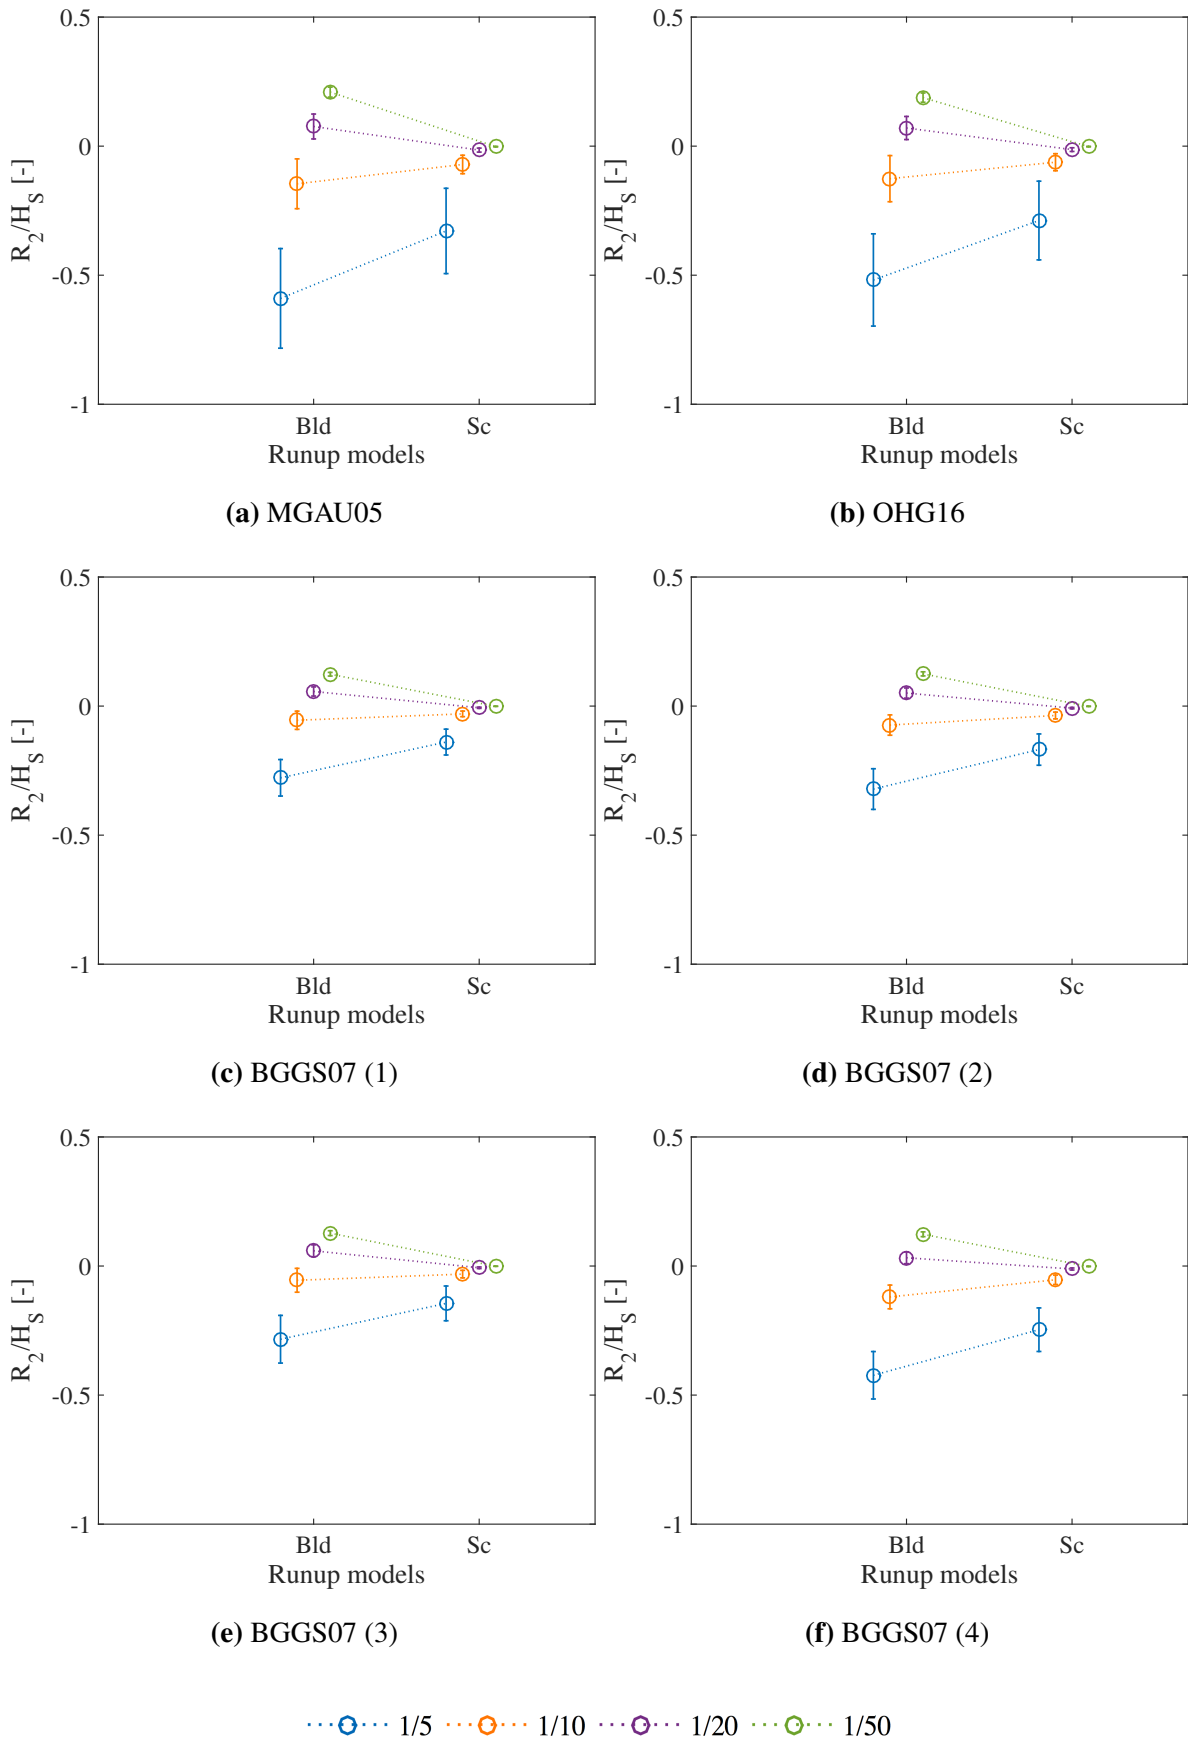 0.5
0
-0.5
-1
R2/HS [-]
Bld Sc
Runup models
(a) MGAU05
0.5
0
-0.5
-1
R2/HS [-]
Bld Sc
Runup models
(b) OHG16
0.5
0
-0.5
-1
R2/HS [-]
Bld Sc
Runup models
(c) BGGS07 (1)
0.5
0
-0.5
-1
R2/HS [-]
Bld Sc
Runup models
(d) BGGS07 (2)
0.5
0
-0.5
-1
R2/HS [-]
Bld Sc
Runup models
(e) BGGS07 (3)
0.5
0
-0.5
-1
R2/HS [-]
Bld Sc
Runup models
(f) BGGS07 (4)
1/5 1/10 1/20 1/50